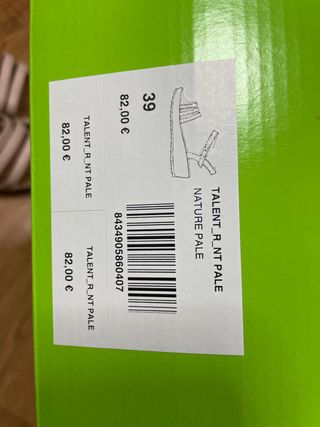 TALENT_R_NT PALE
NATURE PALE
39
82,00 €
8434905860407
TALENT_R_NT PALE
82,00 €
TALENT_R_NT PALE
82,00 €